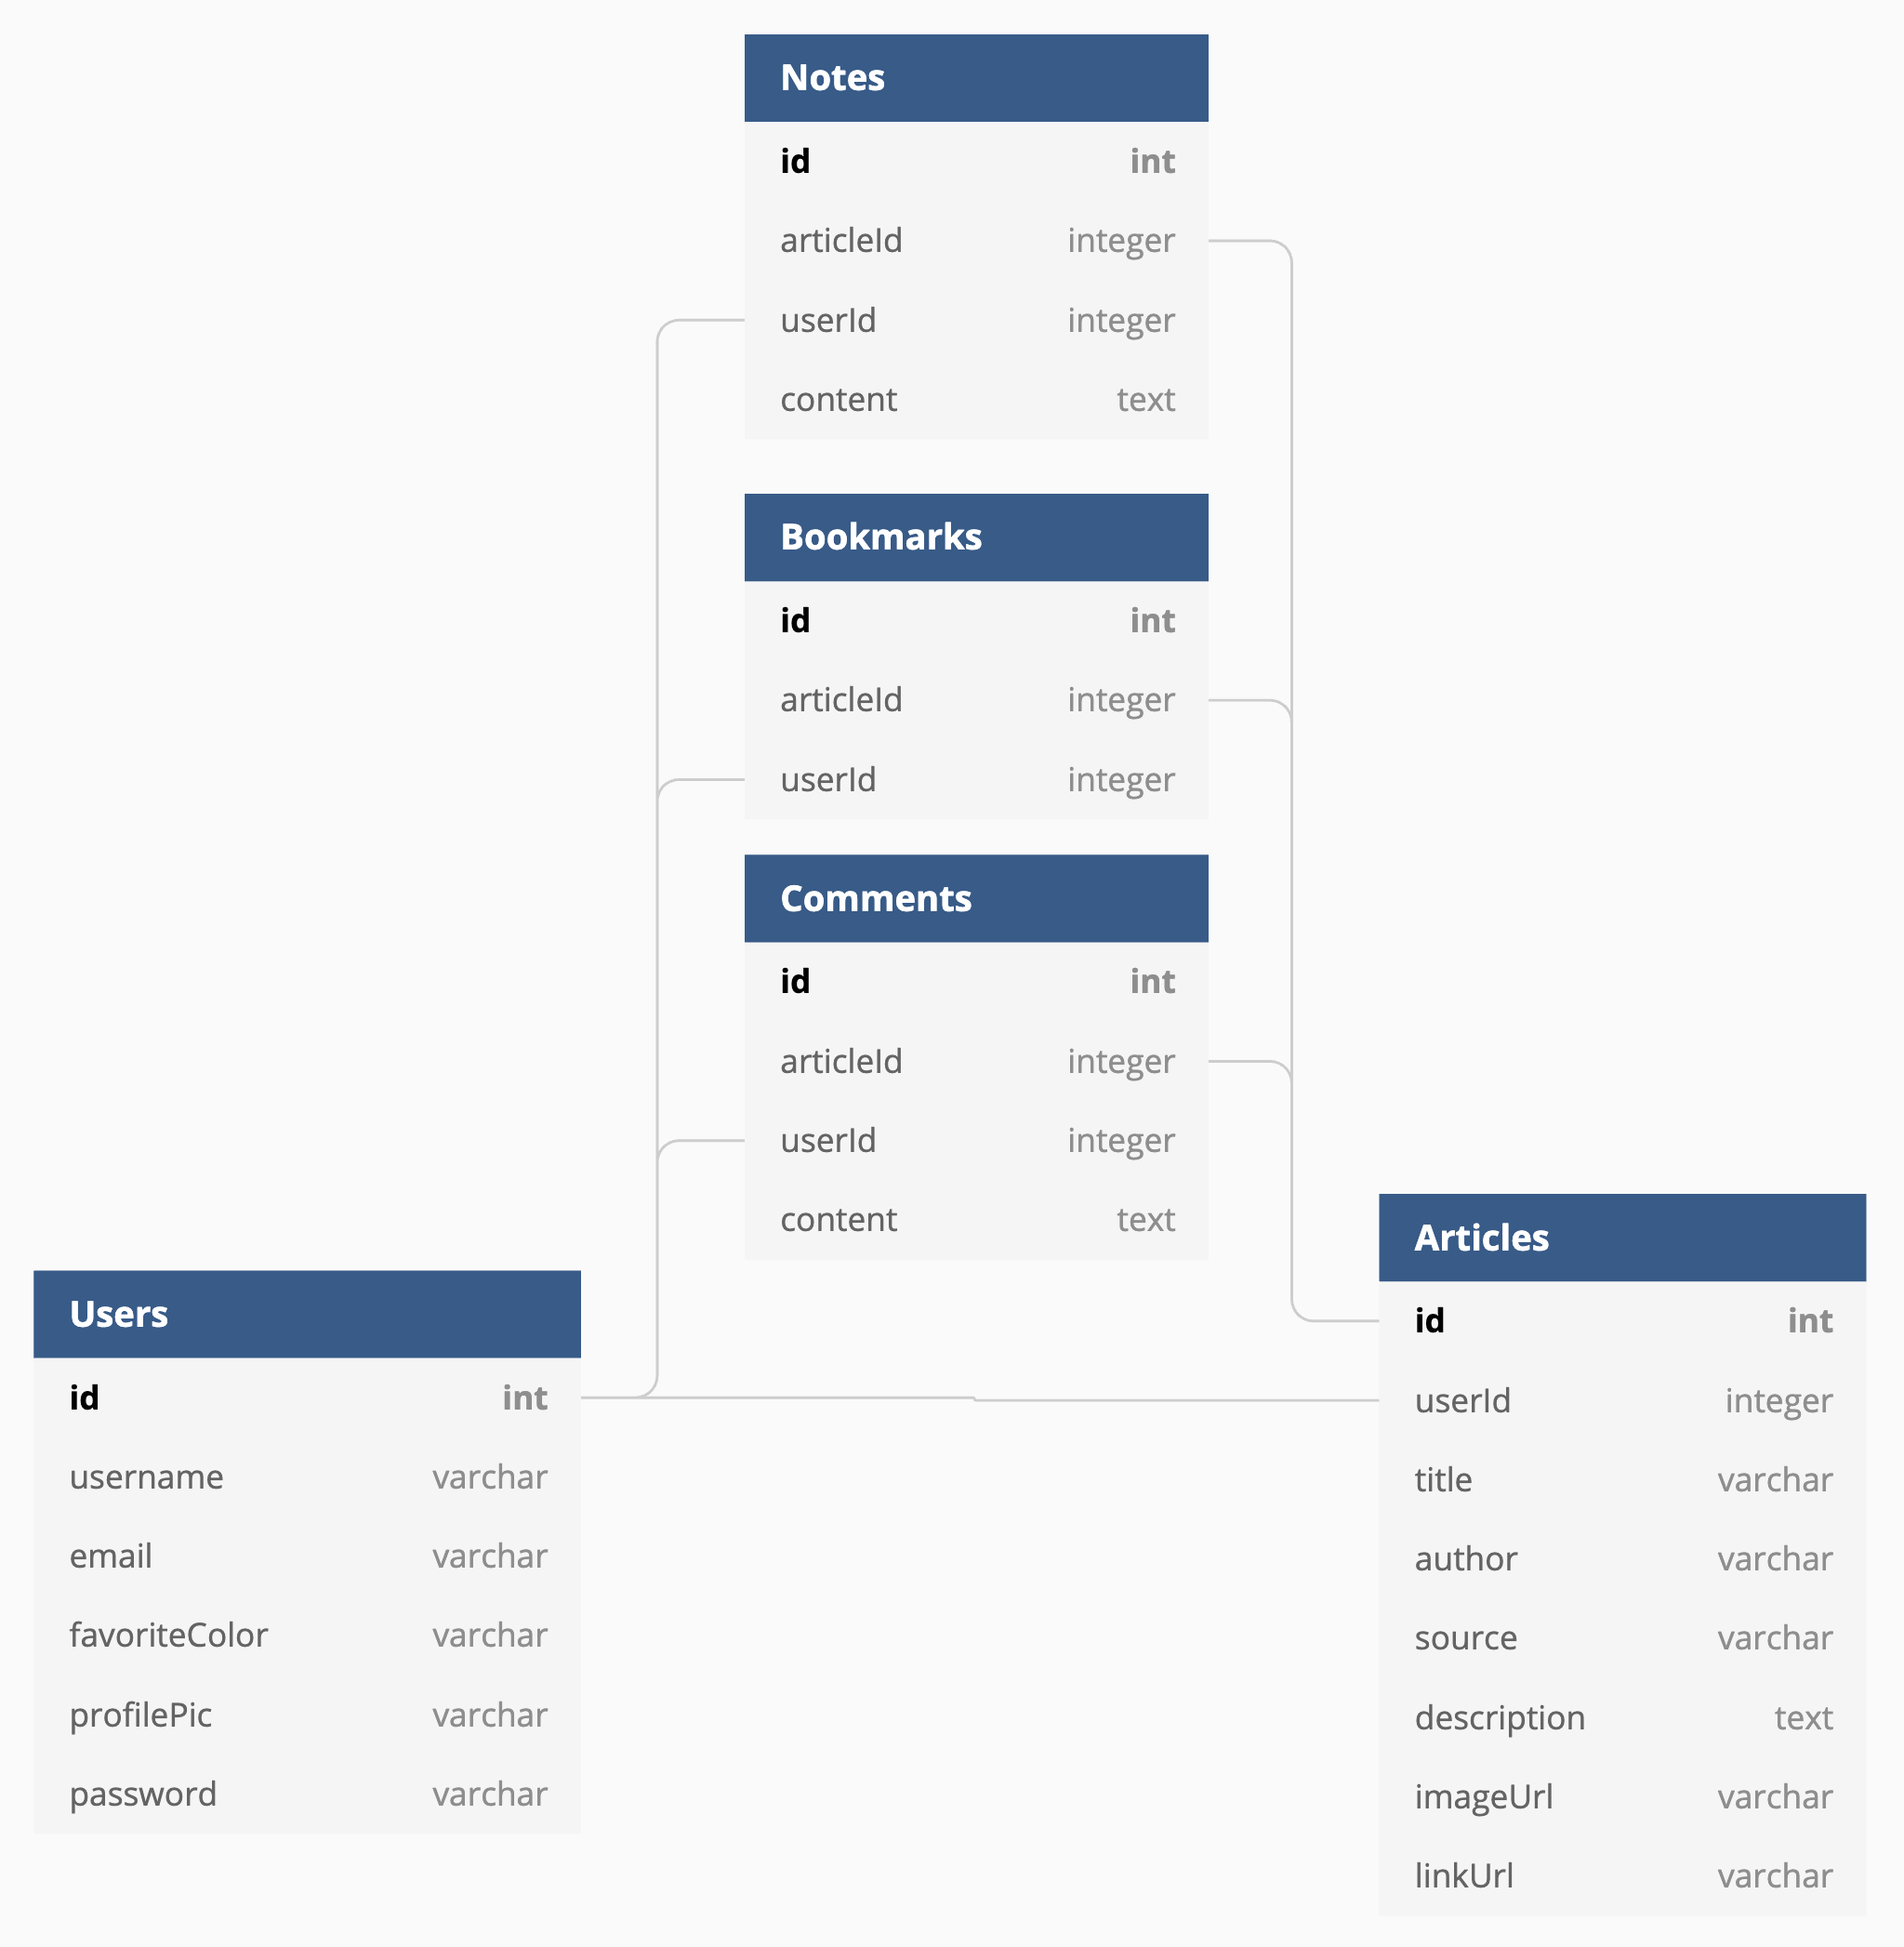 Notes
id int
articleId integer
userId integer
content text
Bookmarks
id int
articleId integer
userId integer
Comments
id int
articleId integer
userId integer
content text
Users
id int
username varchar
email varchar
favoriteColor varchar
profilePic varchar
password varchar
Articles
id int
userId integer
title varchar
author varchar
source varchar
description text
imageUrl varchar
linkUrl varchar